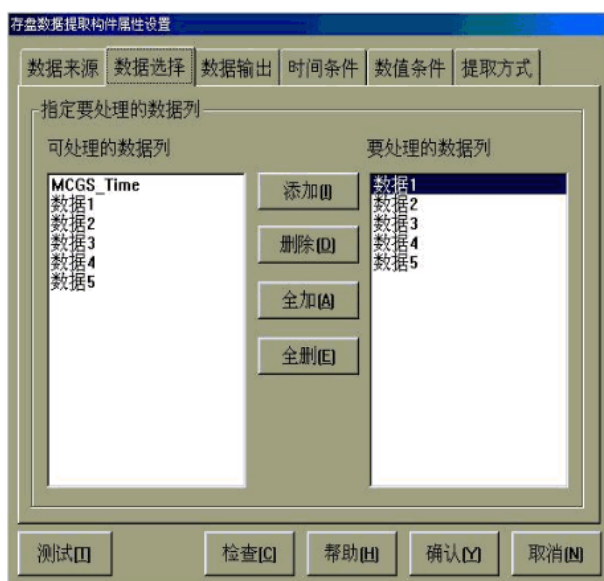 存盘数据提取构件属性设置
数据来源 数据选择 数据输出 时间条件 数值条件 提取方式
指定要处理的数据列
可处理的数据列 要处理的数据列
MCGS_Time
数据1
数据2
数据3
数据4
数据5
添加(I)
删除(D)
全加(A)
全删(E)
数据1
数据2
数据3
数据4
数据5
测试(T) 检查(C) 帮助(H) 确认(Y) 取消(N)